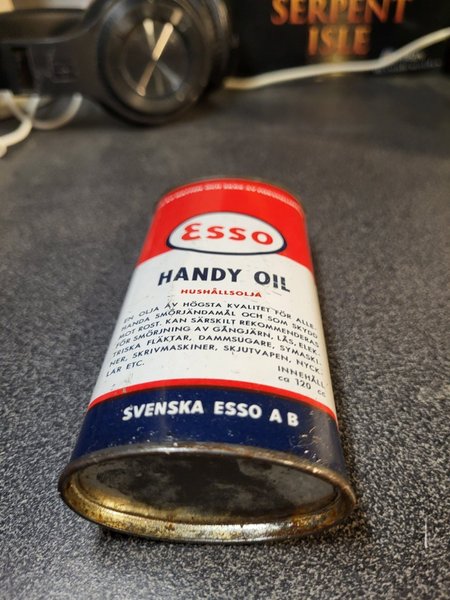 SERPENT
ISLE
ESSO
HANDY OIL
HUSHÅLLSOLJA
EN OLJA AV HÖGSTA KVALITET FÖR ALLE-
HANDA SMÖRJÄNDAMÅL OCH SOM SKYDD
MOT ROST. KAN SÄRSKILT REKOMMENDERAS
FÖR SMÖRJNING AV GÅNGJÄRN, LÅS, ELEK-
TRISKA FLÄKTAR, DAMMSUGARE, SYMASKI-
NER, SKRIVMASKINER, SKJUTVAPEN, NYCK-
LAR ETC.
INNEHÅLL
ca 120 cc
SVENSKA ESSO AB